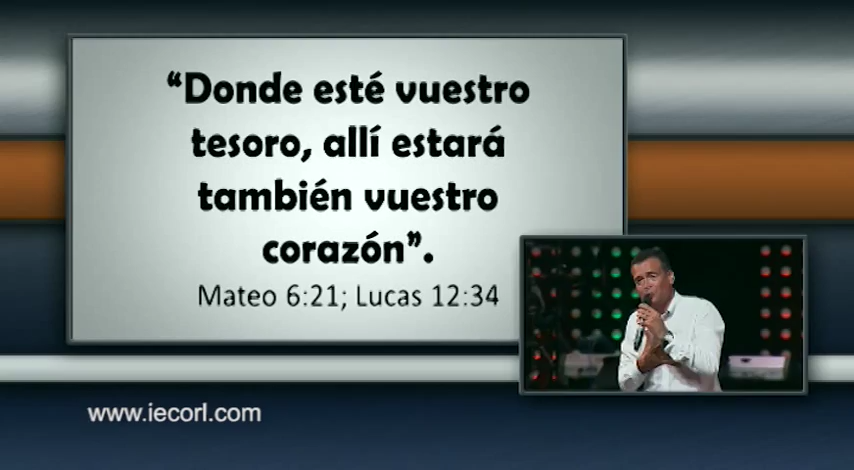 “Donde esté vuestro
tesoro, allí estará
también vuestro
corazón”.
Mateo 6:21; Lucas 12:34
www.iecorl.com